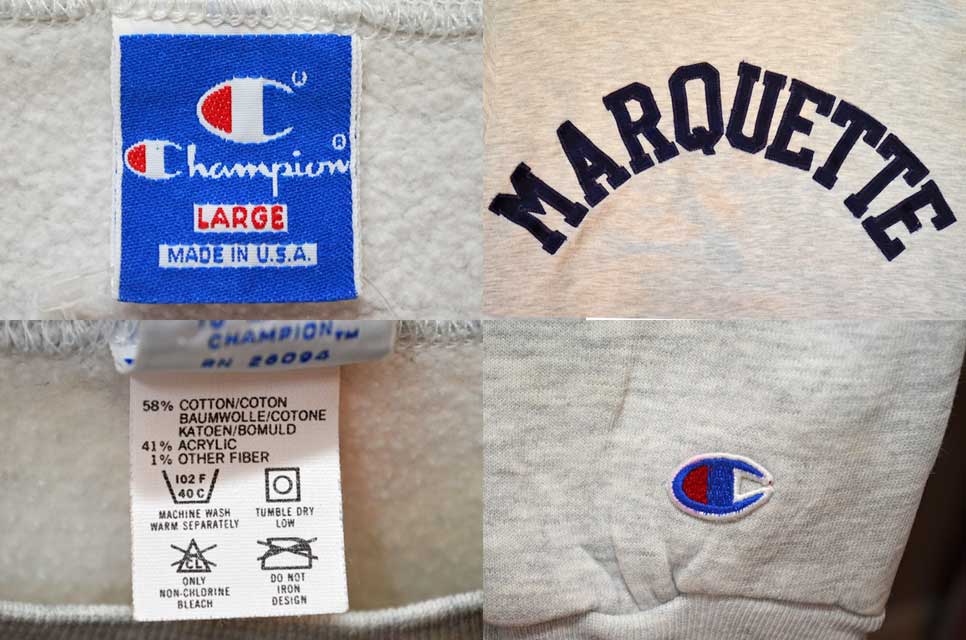 Champion®
LARGE
MADE IN U.S.A.
MARQUETTE
CHAMPION™
RN 26094
58% COTTON/COTON
BAUMWOLLE/COTONE
KATOEN/BOMULD
41% ACRYLIC
1% OTHER FIBER
102 F
40 C
MACHINE WASH
WARM SEPARATELY
TUMBLE DRY
LOW
CL
ONLY
NON-CHLORINE
BLEACH
DO NOT
IRON
DESIGN